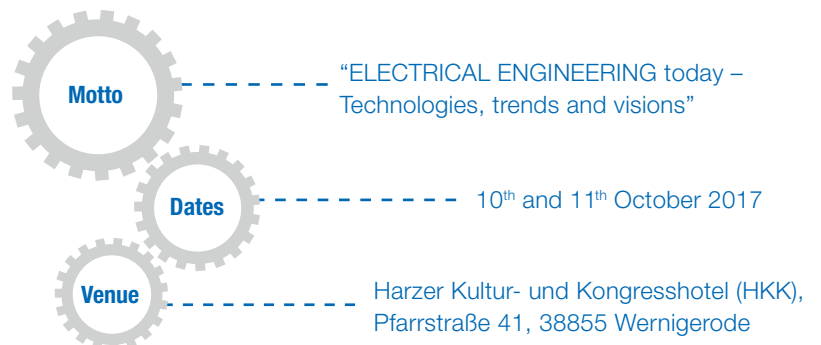 Motto
“ELECTRICAL ENGINEERING today –
Technologies, trends and visions”
Dates
10th and 11th October 2017
Venue
Harzer Kultur- und Kongresshotel (HKK),
Pfarrstraße 41, 38855 Wernigerode